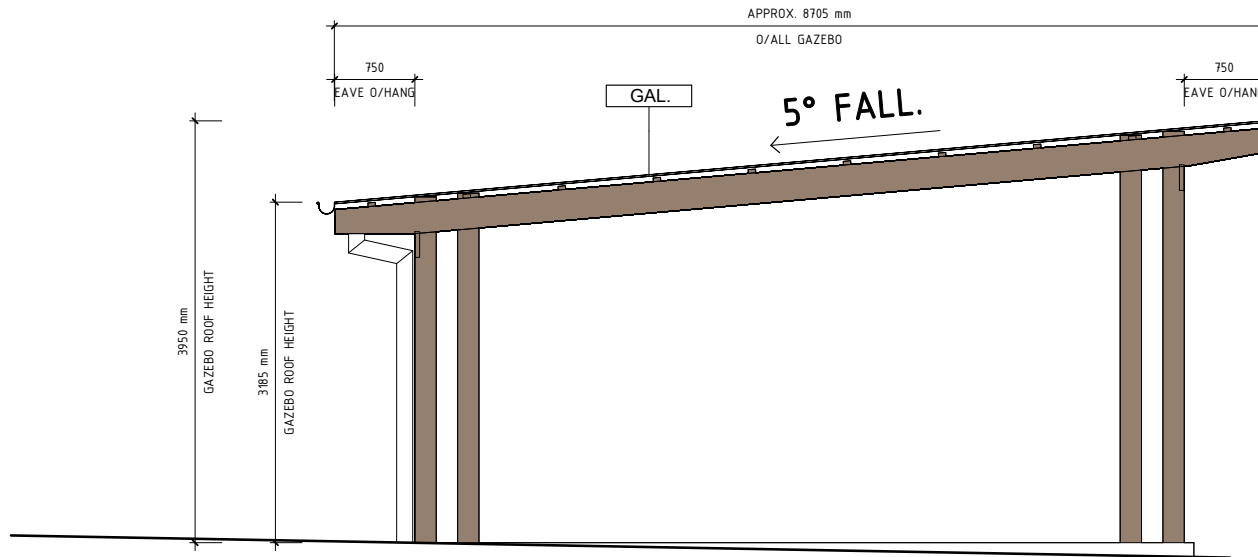 APPROX. 8705 mm
O/ALL GAZEBO
750
EAVE O/HANG
750
EAVE O/HANG
GAL.
5° FALL.
3950 mm
GAZEBO ROOF HEIGHT
3185 mm
GAZEBO ROOF HEIGHT